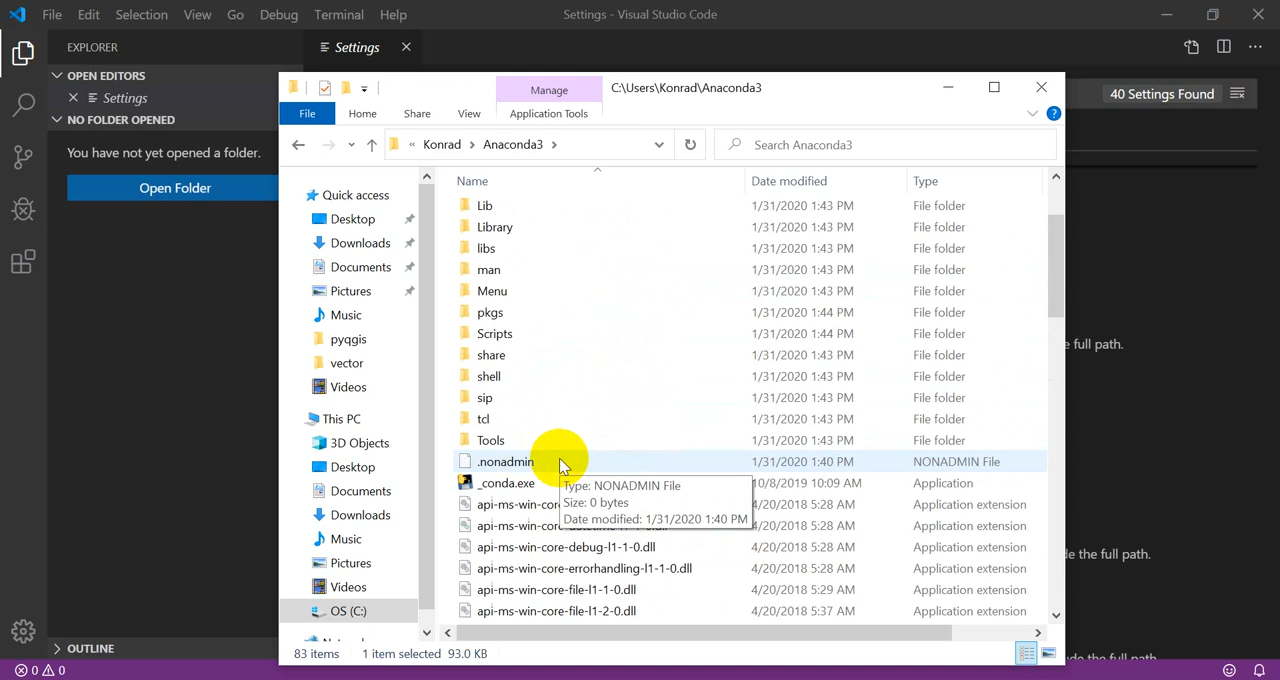 File Edit Selection View Go Debug Terminal Help Settings - Visual Studio Code
EXPLORER
Settings
OPEN EDITORS
Settings
NO FOLDER OPENED
You have not yet opened a folder.
Open Folder
40 Settings Found
Manage C:\Users\Konrad\Anaconda3
File Home Share View Application Tools
« Konrad > Anaconda3 >
Search Anaconda3
Quick access
Desktop
Downloads
Documents
Pictures
Music
pyqgis
vector
Videos
This PC
3D Objects
Desktop
Documents
Downloads
Music
Pictures
Videos
OS (C:)
Name Date modified Type
Lib 1/31/2020 1:43 PM File folder
Library 1/31/2020 1:43 PM File folder
libs 1/31/2020 1:43 PM File folder
man 1/31/2020 1:43 PM File folder
Menu 1/31/2020 1:43 PM File folder
pkgs 1/31/2020 1:44 PM File folder
Scripts 1/31/2020 1:44 PM File folder
share 1/31/2020 1:43 PM File folder
shell 1/31/2020 1:43 PM File folder
sip 1/31/2020 1:43 PM File folder
tcl 1/31/2020 1:43 PM File folder
Tools 1/31/2020 1:43 PM File folder
.nonadmin 1/31/2020 1:40 PM NONADMIN File
_conda.exe 10/8/2019 10:09 AM Application
api-ms-win-cor 4/20/2018 5:28 AM Application extension
api-ms-win-core 4/20/2018 5:28 AM Application extension
api-ms-win-core-debug-l1-1-0.dll 4/20/2018 5:28 AM Application extension
api-ms-win-core-errorhandling-l1-1-0.dll 4/20/2018 5:28 AM Application extension
api-ms-win-core-file-l1-1-0.dll 4/20/2018 5:29 AM Application extension
api-ms-win-core-file-l1-2-0.dll 4/20/2018 5:37 AM Application extension
Type: NONADMIN File
Size: 0 bytes
Date modified: 1/31/2020 1:40 PM
83 items 1 item selected 93.0 KB
e full path.
de the full path.
OUTLINE
0 0